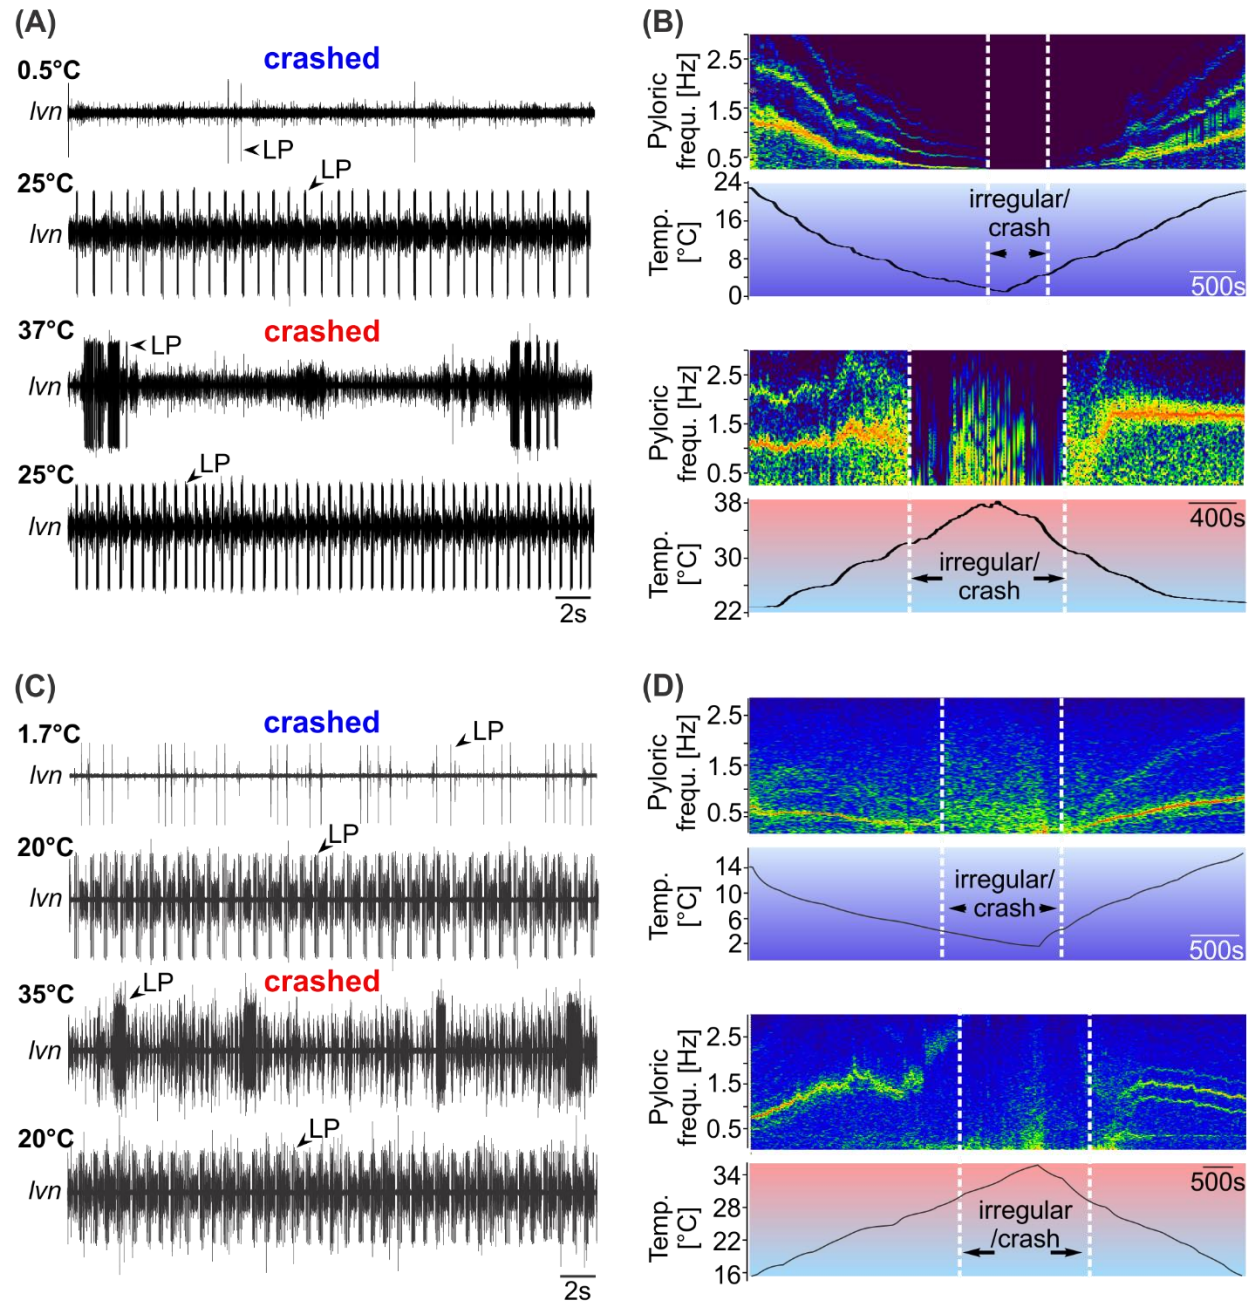 (A)
crashed
0.5°C
lvn
LP
25°C
LP
lvn
crashed
37°C
LP
lvn
25°C
LP
lvn
2s
(B)
Pyloric
frequ. [Hz]
2.5
1.5
0.5
Temp.
[°C]
24
16
8
0
irregular/
crash
500s
Pyloric
frequ. [Hz]
2.5
1.5
0.5
Temp.
[°C]
38
30
22
400s
irregular/
crash
(C)
crashed
1.7°C
LP
lvn
20°C
LP
lvn
crashed
35°C
LP
lvn
20°C
LP
lvn
2s
(D)
Pyloric
frequ. [Hz]
2.5
1.5
0.5
Temp.
[°C]
14
10
6
2
irregular/
crash
500s
Pyloric
frequ. [Hz]
2.5
1.5
0.5
Temp.
[°C]
34
28
22
16
500s
irregular
/crash